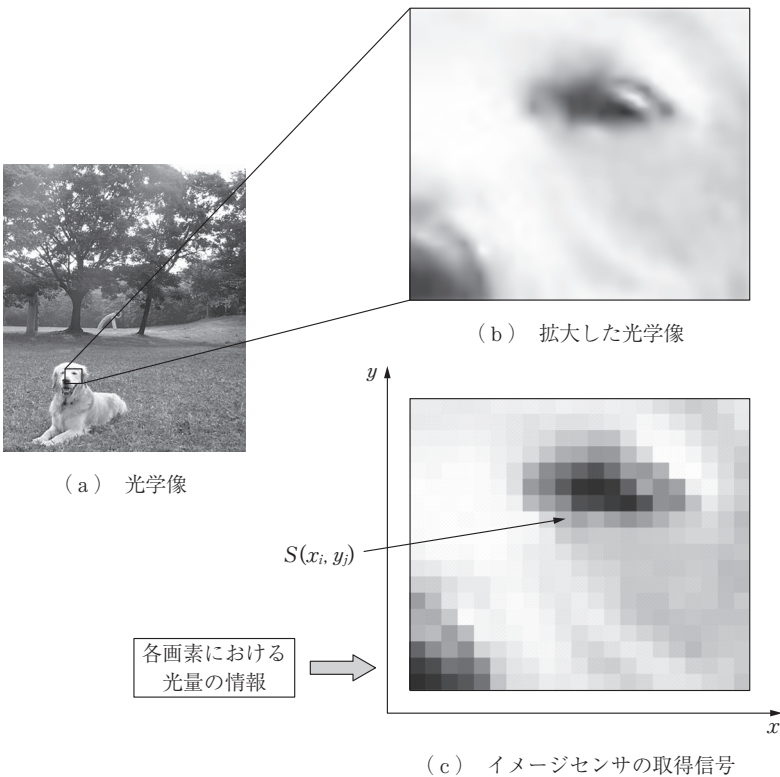 (b) 拡大した光学像
(a) 光学像
y
S(xᵢ, yⱼ)
各画素における
光量の情報
x
(c) イメージセンサの取得信号